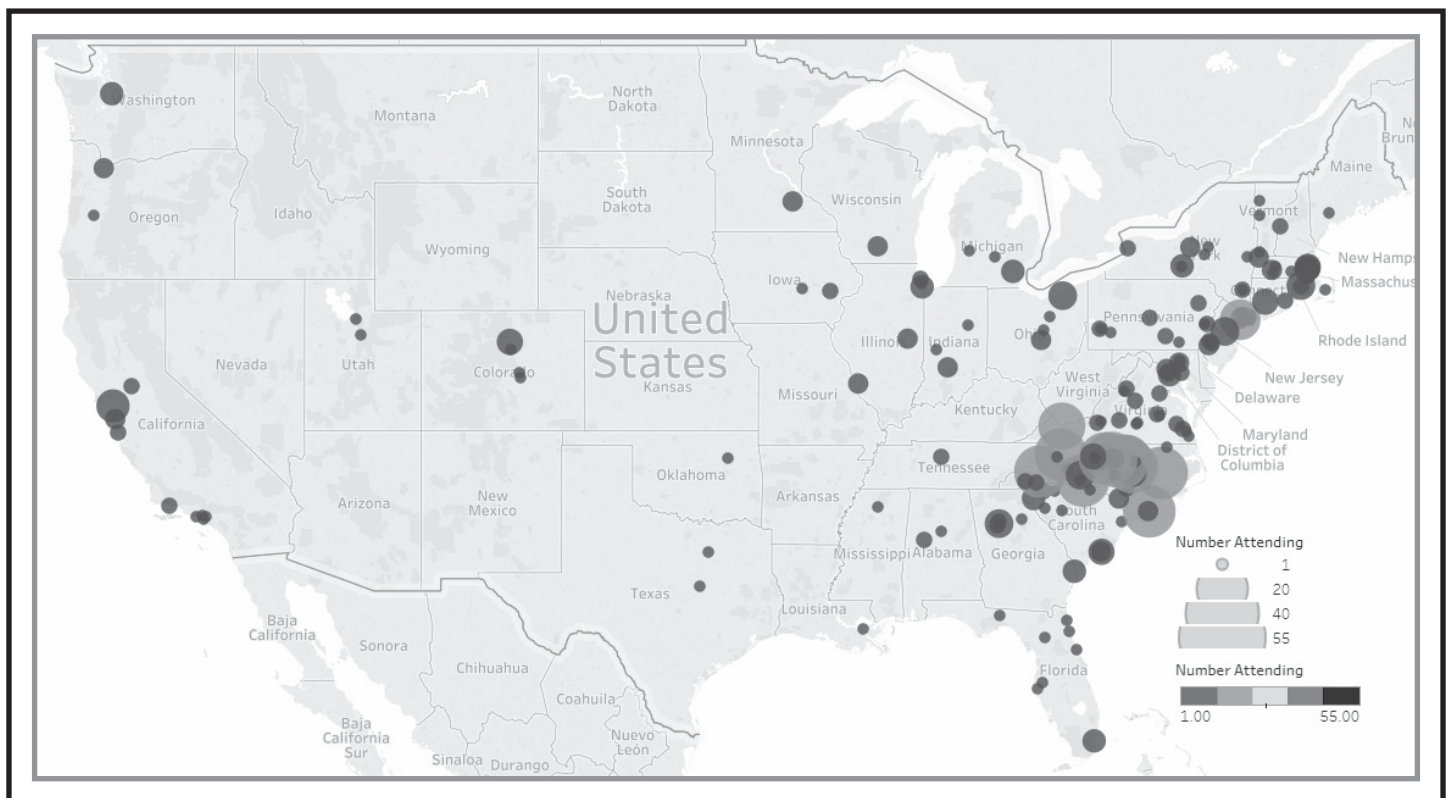 Washington
Montana
North
Dakota
Minnesota
Maine
Oregon
Idaho
South
Dakota
Wisconsin
Vermont
Wyoming
Michigan
New Hamps
Iowa
Massachus
Nebraska
United
States
Pennsylvania
Nevada
Utah
Colorado
Illinois
Indiana
Ohio
Rhode Island
New Jersey
Delaware
Kansas
Missouri
West
Virginia
Virginia
Kentucky
California
Maryland
District of
Columbia
Oklahoma
Tennessee
Arizona
New
Mexico
Arkansas
South
Carolina
Mississippi
Alabama
Georgia
Texas
Louisiana
Florida
Baja
California
Sonora
Chihuahua
Coahuila
Baja
California
Sur
Sinaloa
Durango
Nuevo
León
Number Attending
1
20
40
55
Number Attending
1.00
55.00